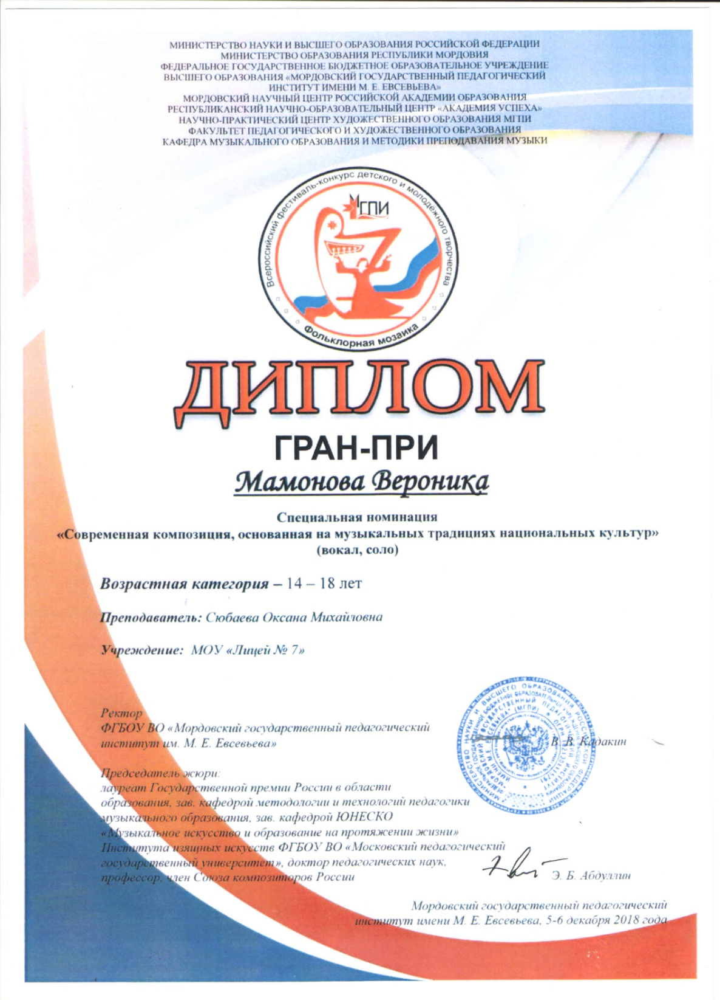 МИНИСТЕРСТВО НАУКИ И ВЫСШЕГО ОБРАЗОВАНИЯ РОССИЙСКОЙ ФЕДЕРАЦИИ
МИНИСТЕРСТВО ОБРАЗОВАНИЯ РЕСПУБЛИКИ МОРДОВИЯ
ФЕДЕРАЛЬНОЕ ГОСУДАРСТВЕННОЕ БЮДЖЕТНОЕ ОБРАЗОВАТЕЛЬНОЕ УЧРЕЖДЕНИЕ
ВЫСШЕГО ОБРАЗОВАНИЯ «МОРДОВСКИЙ ГОСУДАРСТВЕННЫЙ ПЕДАГОГИЧЕСКИЙ
ИНСТИТУТ ИМЕНИ М. Е. ЕВСЕВЬЕВА»
МОРДОВСКИЙ НАУЧНЫЙ ЦЕНТР РОССИЙСКОЙ АКАДЕМИИ ОБРАЗОВАНИЯ
РЕСПУБЛИКАНСКИЙ НАУЧНО-ОБРАЗОВАТЕЛЬНЫЙ ЦЕНТР «АКАДЕМИЯ УСПЕХА»
НАУЧНО-ПРАКТИЧЕСКИЙ ЦЕНТР ХУДОЖЕСТВЕННОГО ОБРАЗОВАНИЯ МГПИ
ФАКУЛЬТЕТ ПЕДАГОГИЧЕСКОГО И ХУДОЖЕСТВЕННОГО ОБРАЗОВАНИЯ
КАФЕДРА МУЗЫКАЛЬНОГО ОБРАЗОВАНИЯ И МЕТОДИКИ ПРЕПОДАВАНИЯ МУЗЫКИ
Всероссийский фестиваль-конкурс детского и молодёжного творчества
МГПИ
Фольклорная мозаика
ДИПЛОМ
ГРАН-ПРИ
Мамонова Вероника
Специальная номинация
«Современная композиция, основанная на музыкальных традициях национальных культур»
(вокал, соло)
Возрастная категория – 14 – 18 лет
Преподаватель: Сюбаева Оксана Михайловна
Учреждение: МОУ «Лицей № 7»
Ректор
ФГБОУ ВО «Мордовский государственный педагогический
институт им. М. Е. Евсевьева»
В. В. Кадакин
Председатель жюри:
лауреат Государственной премии России в области
образования, зав. кафедрой методологии и технологий педагогики
музыкального образования, зав. кафедрой ЮНЕСКО
«Музыкальное искусство и образование на протяжении жизни»
Института изящных искусств ФГБОУ ВО «Московский педагогический
государственный университет», доктор педагогических наук,
профессор, член Союза композиторов России
Э. Б. Абдуллин
Мордовский государственный педагогический
институт имени М. Е. Евсевьева, 5-6 декабря 2018 года